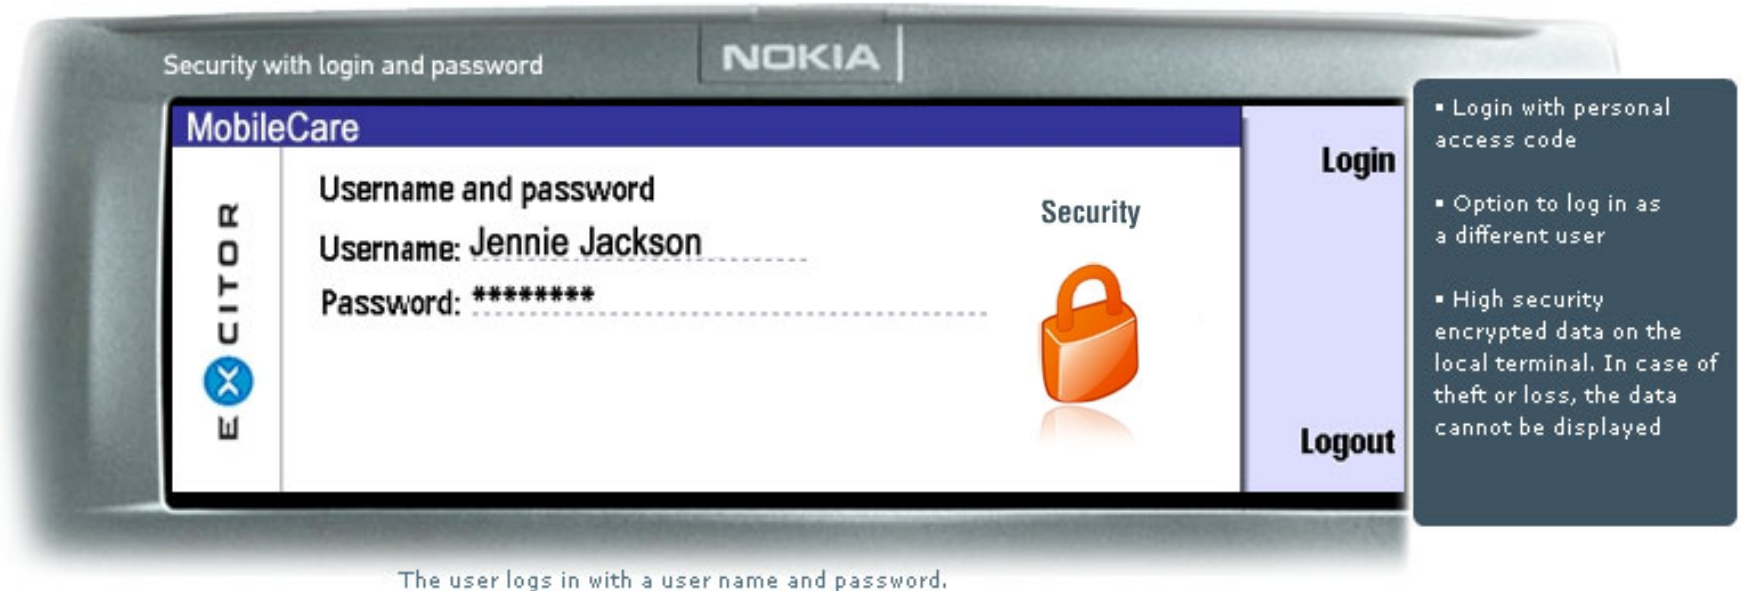 Security with login and password
NOKIA
MobileCare
EXCITOR
Username and password
Username: Jennie Jackson
Password: ********
Security
Login
Logout
▪ Login with personal
access code
▪ Option to log in as
a different user
▪ High security
encrypted data on the
local terminal. In case of
theft or loss, the data
cannot be displayed
The user logs in with a user name and password.